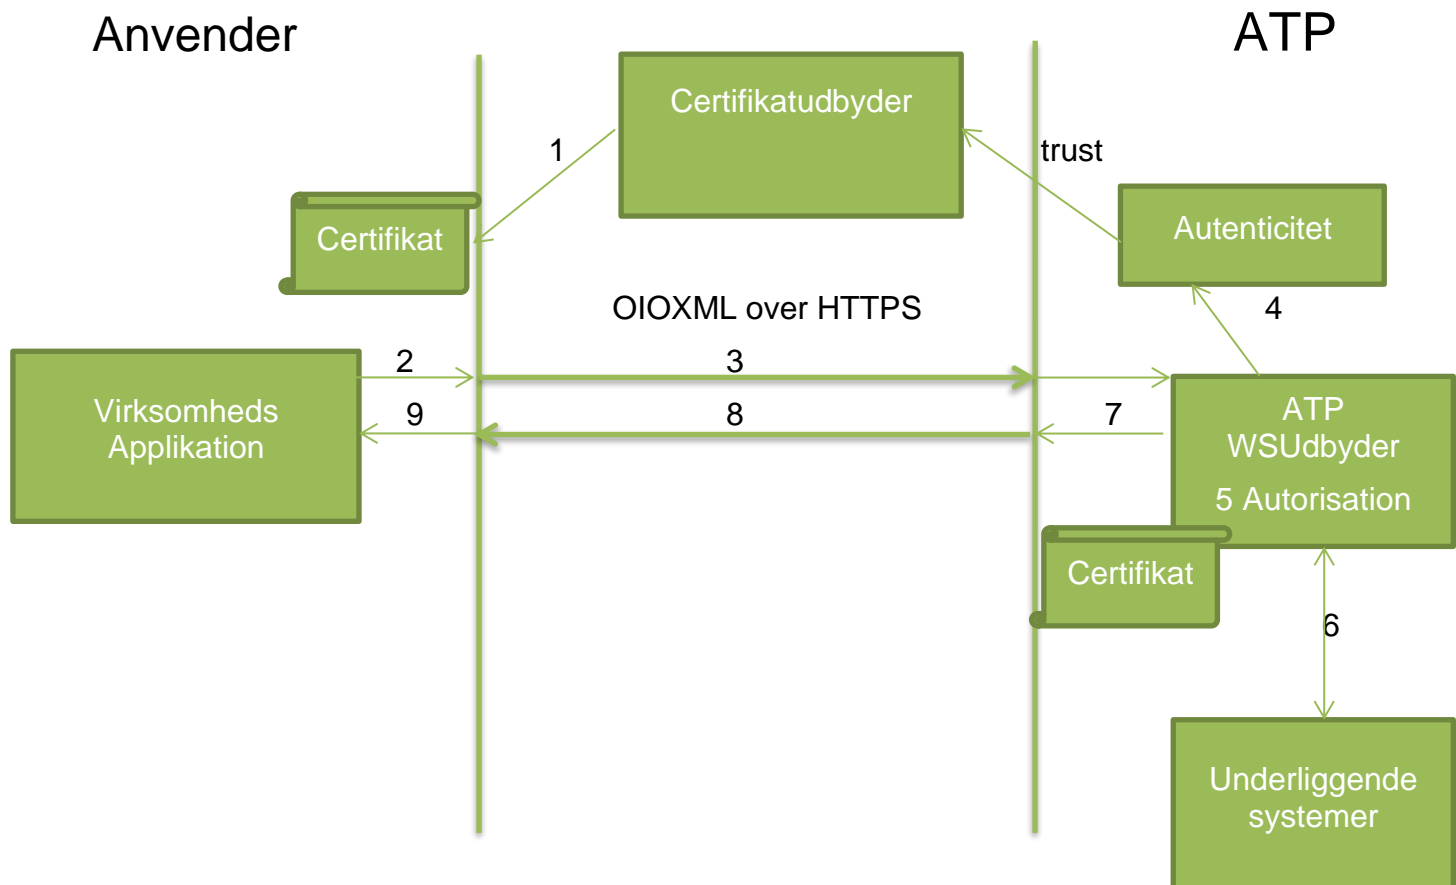 Anvender
ATP
Certifikatudbyder
1
trust
Certifikat
Autenticitet
OIOXML over HTTPS
4
2
3
Virksomheds
Applikation
9
8
7
ATP
WSUdbyder
5 Autorisation
Certifikat
6
Underliggende
systemer